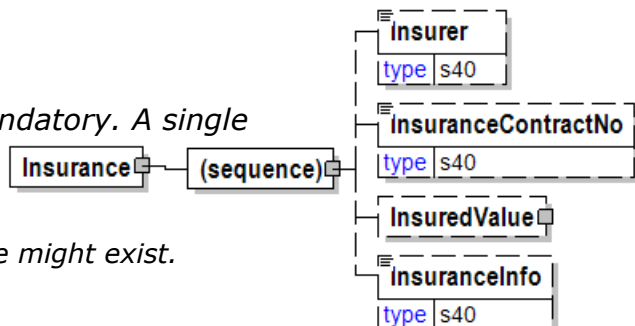 Insurer
type s40
ndatory. A single
InsuranceContractNo
Insurance
(sequence)
type s40
InsuredValue
e might exist.
InsuranceInfo
type s40